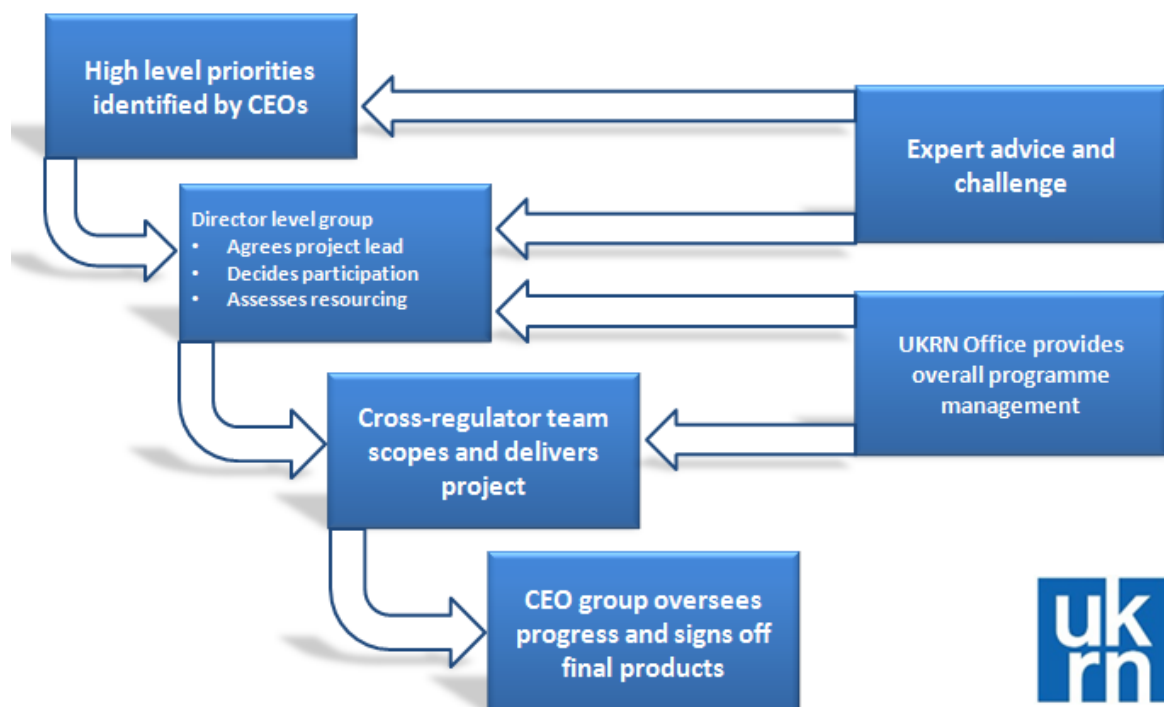 High level priorities
identified by CEOs
Expert advice and
challenge
Director level group
• Agrees project lead
• Decides participation
• Assesses resourcing
UKRN Office provides
overall programme
management
Cross-regulator team
scopes and delivers
project
CEO group oversees
progress and signs off
final products
uk
rn